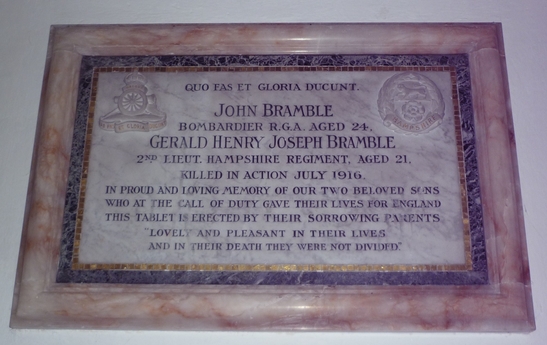 QUO FAS ET GLORIA DUCUNT.
JOHN BRAMBLE
BOMBARDIER R.G.A. AGED 24.
GERALD HENRY JOSEPH BRAMBLE
2ND LIEUT. HAMPSHIRE REGIMENT, AGED 21,
KILLED IN ACTION JULY 1916.
IN PROUD AND LOVING MEMORY OF OUR TWO BELOVED SONS
WHO AT THE CALL OF DUTY GAVE THEIR LIVES FOR ENGLAND
THIS TABLET IS ERECTED BY THEIR SORROWING PARENTS
"LOVELY AND PLEASANT IN THEIR LIVES
AND IN THEIR DEATH THEY WERE NOT DIVIDED."